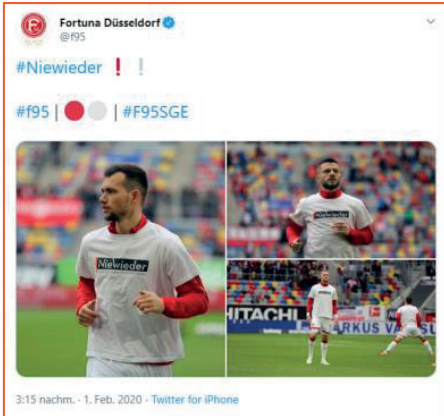 Fortuna Düsseldorf
@f95
#Niewieder ❗ ❕
#f95 | 🔴⚪ | #F95SGE
Niewieder
Niewieder
HITACHI
3:15 nachm. · 1. Feb. 2020 · Twitter for iPhone